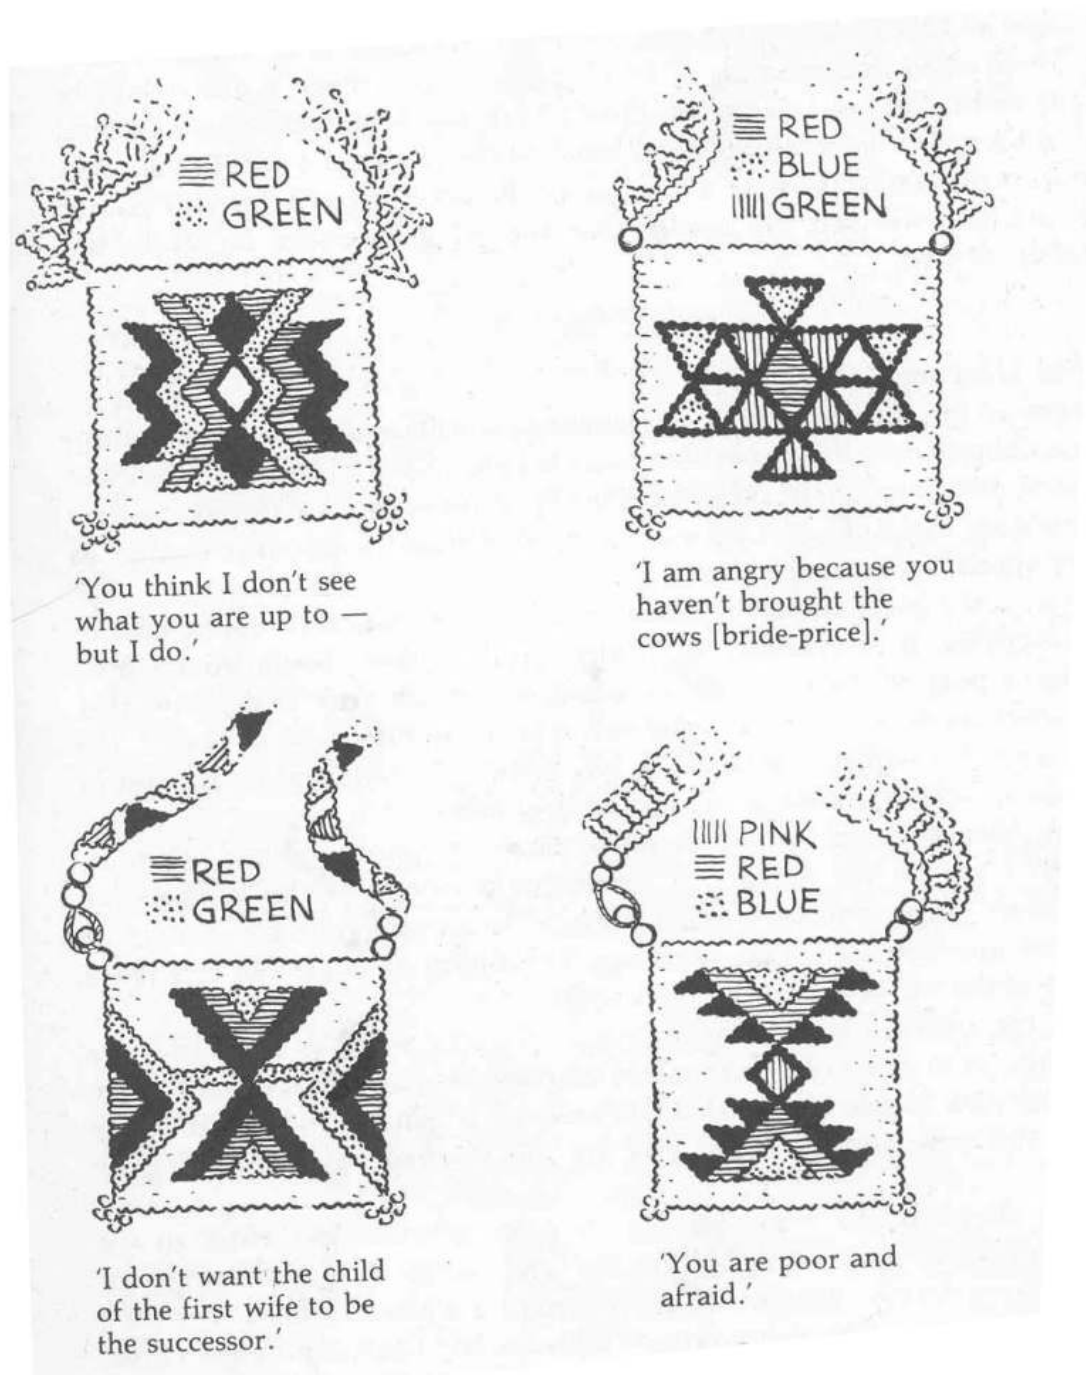 RED
GREEN
RED
BLUE
GREEN
'You think I don't see
what you are up to —
but I do.'
'I am angry because you
haven't brought the
cows [bride-price].'
RED
GREEN
PINK
RED
BLUE
'I don't want the child
of the first wife to be
the successor.'
'You are poor and
afraid.'